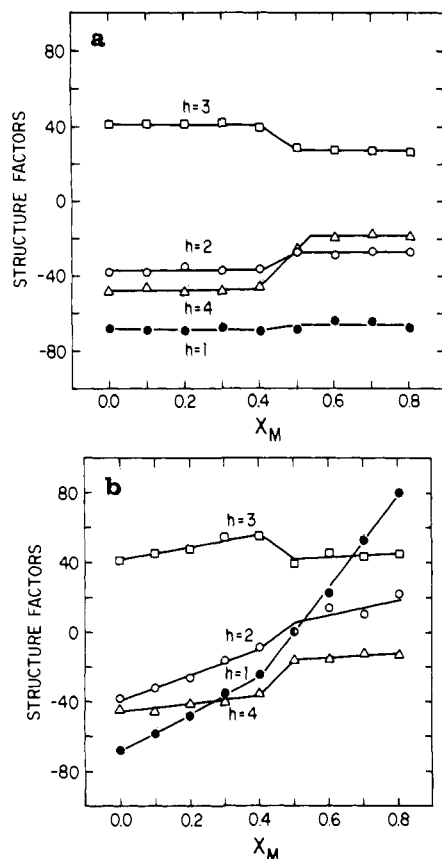 a
80
40
0
-40
-80
STRUCTURE FACTORS
h=3
h=2
h=4
h=1
0.0 0.2 0.4 0.6 0.8
X_M
b
80
40
0
-40
-80
STRUCTURE FACTORS
h=3
h=2
h=1
h=4
0.0 0.2 0.4 0.6 0.8
X_M